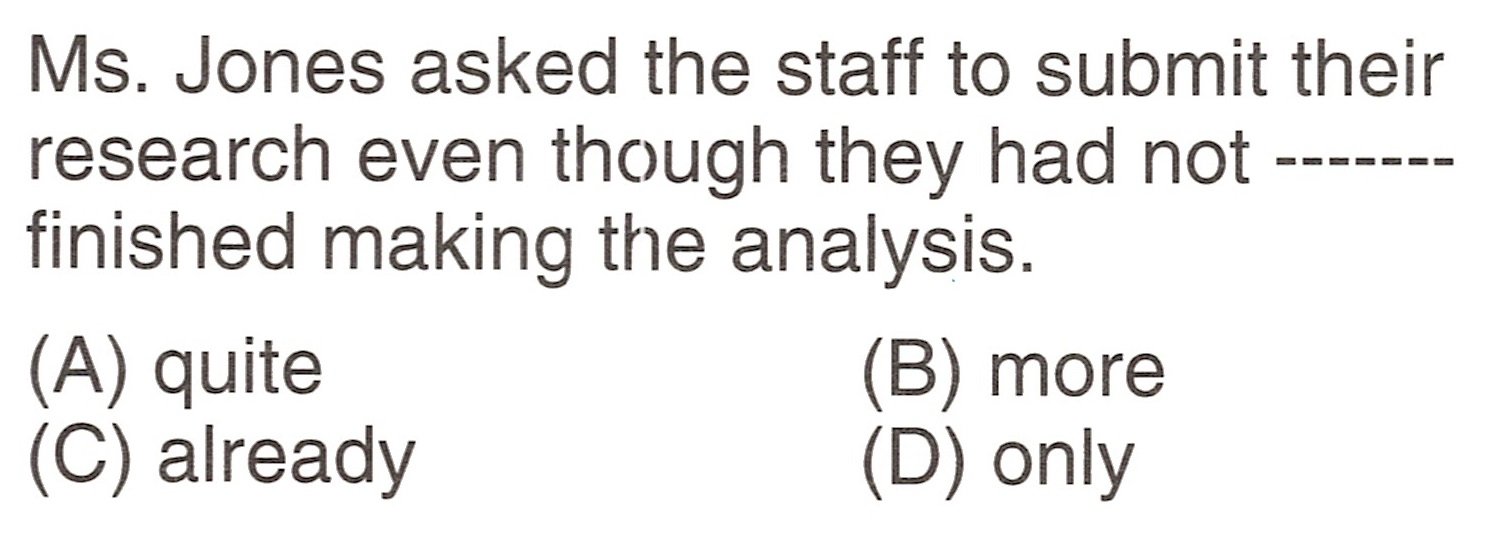 Ms. Jones asked the staff to submit their
research even though they had not -------
finished making the analysis.
(A) quite (B) more
(C) already (D) only